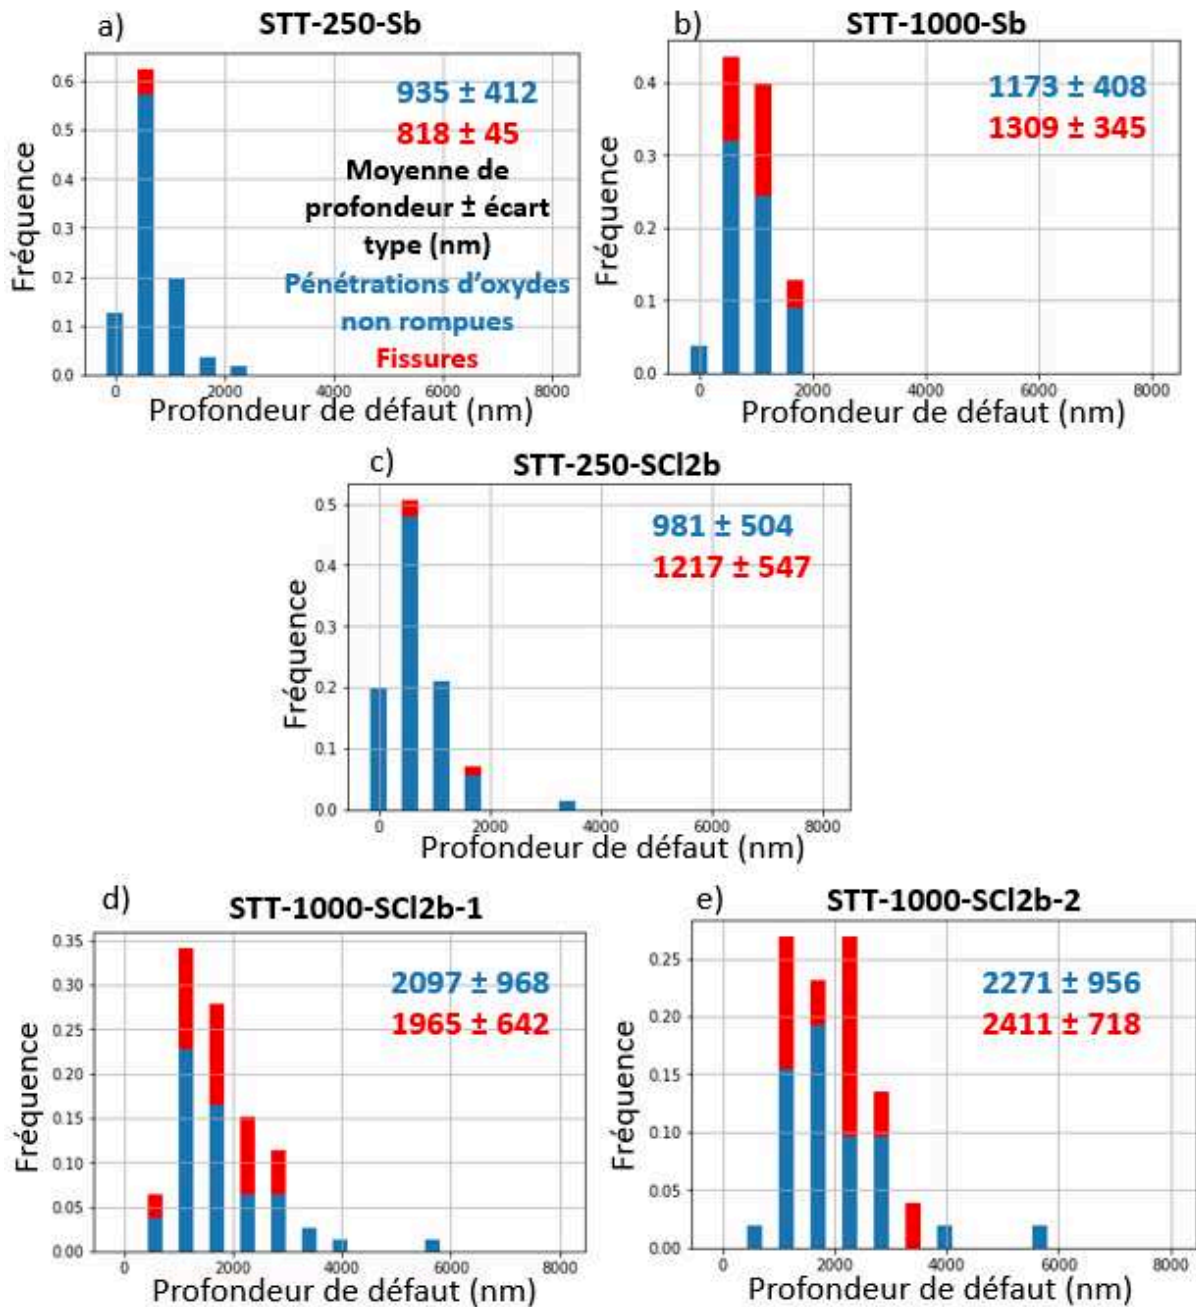 a)
STT-250-Sb
0.6
0.5
0.4
0.3
0.2
0.1
0.0
Fréquence
935 ± 412
818 ± 45
Moyenne de
profondeur ± écart
type (nm)
Pénétrations d'oxydes
non rompues
Fissures
0 2000 4000 6000 8000
Profondeur de défaut (nm)
b)
STT-1000-Sb
0.4
0.3
0.2
0.1
0.0
Fréquence
1173 ± 408
1309 ± 345
0 2000 4000 6000 8000
Profondeur de défaut (nm)
c)
STT-250-SCl2b
0.5
0.4
0.3
0.2
0.1
0.0
Fréquence
981 ± 504
1217 ± 547
0 2000 4000 6000 8000
Profondeur de défaut (nm)
d)
STT-1000-SCl2b-1
0.35
0.30
0.25
0.20
0.15
0.10
0.05
0.00
Fréquence
2097 ± 968
1965 ± 642
0 2000 4000 6000 8000
Profondeur de défaut (nm)
e)
STT-1000-SCl2b-2
0.25
0.20
0.15
0.10
0.05
0.00
Fréquence
2271 ± 956
2411 ± 718
0 2000 4000 6000 8000
Profondeur de défaut (nm)